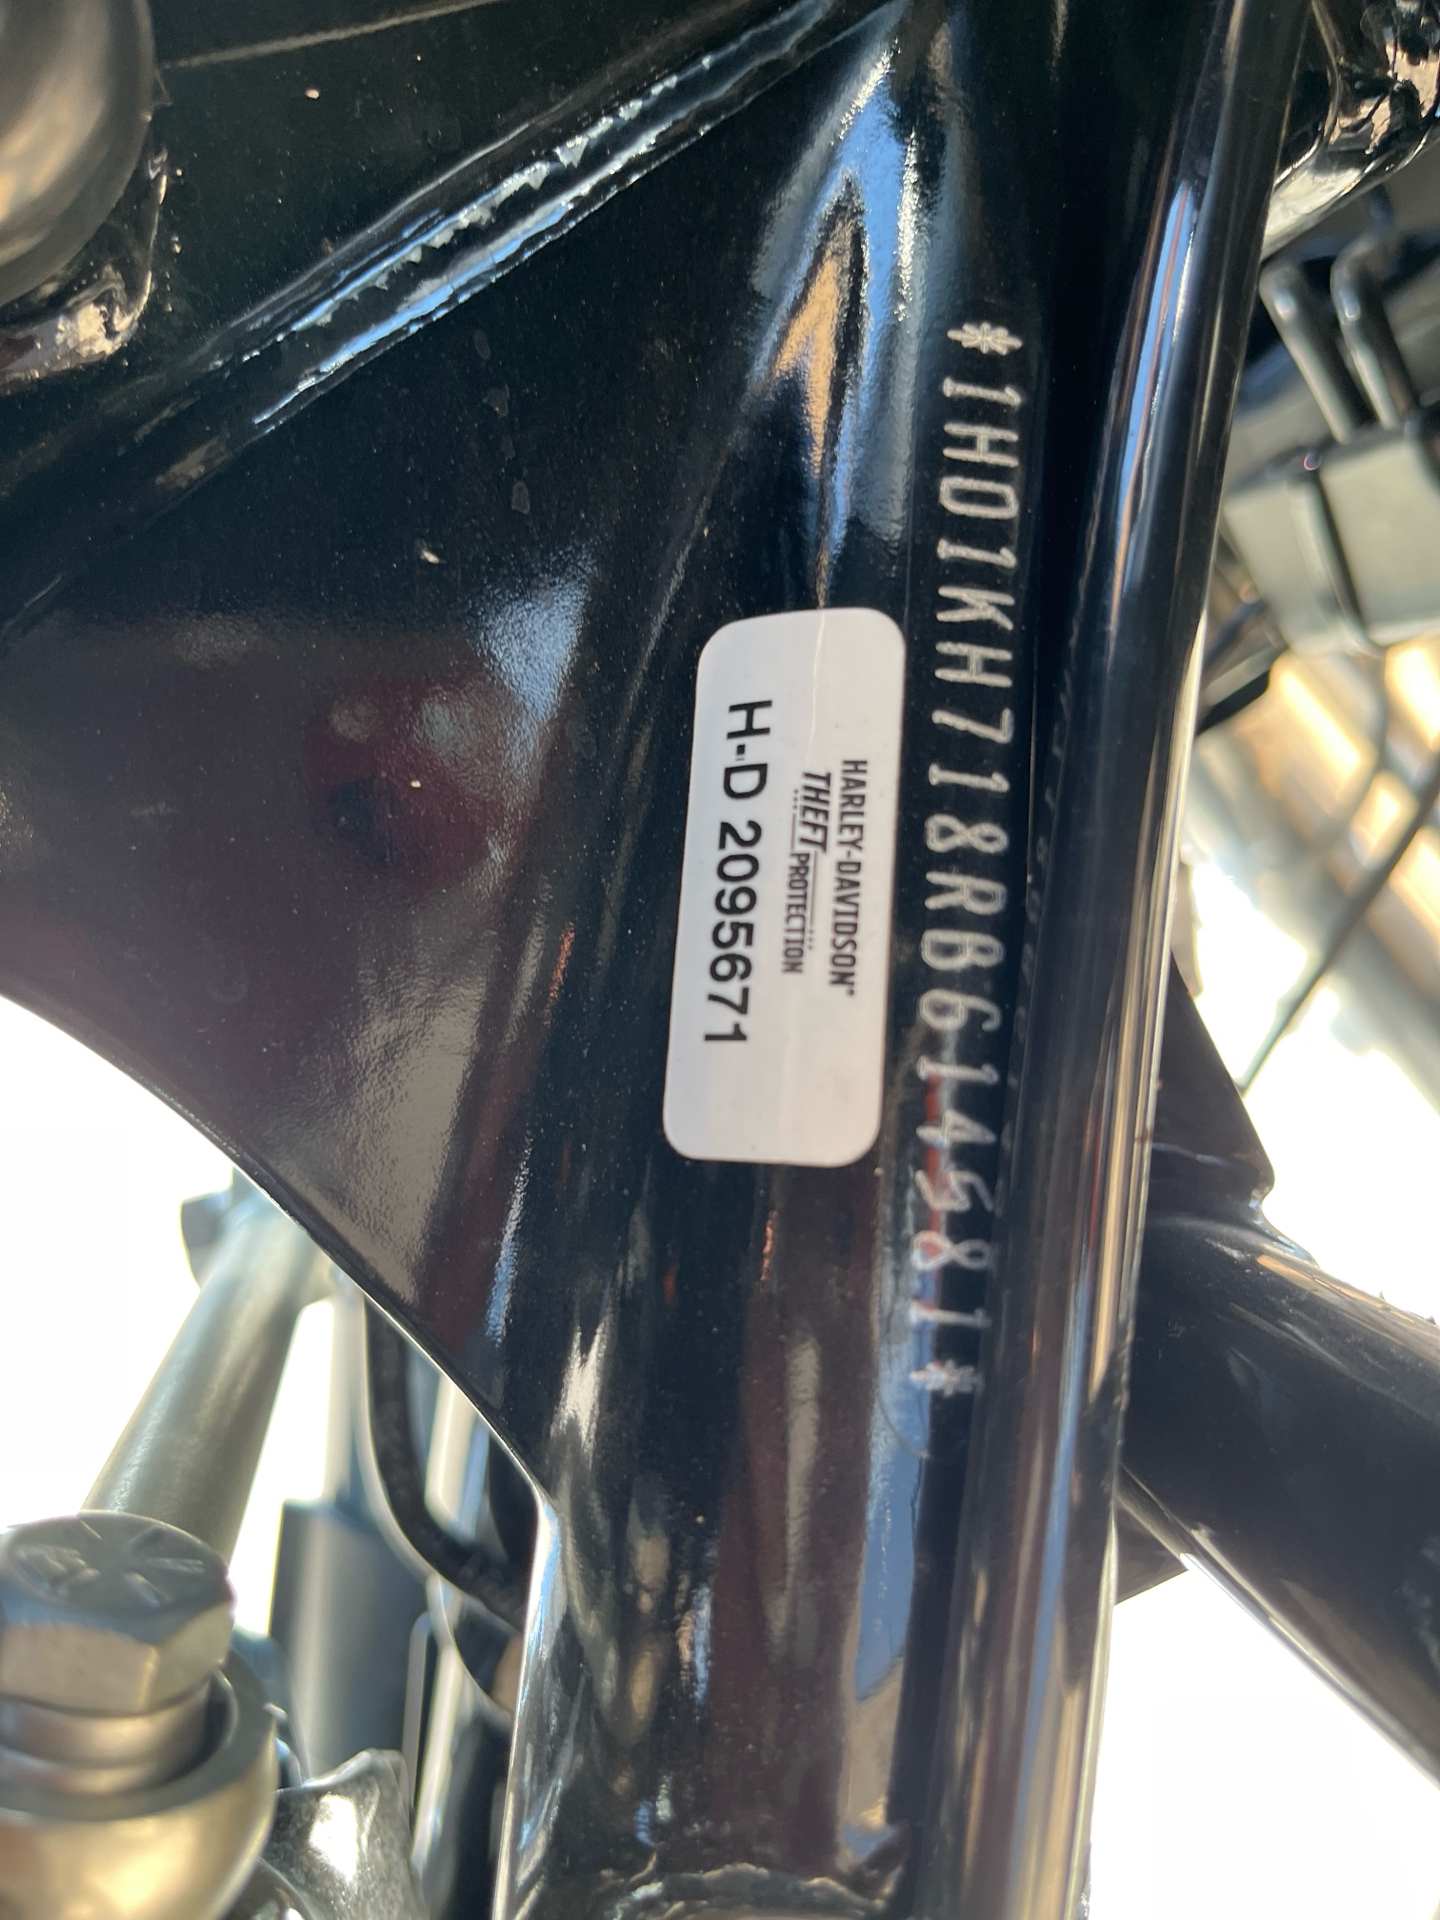 *1HD1KH718RB614581*
HARLEY-DAVIDSON®
THEFT PROTECTION
H-D 2095671